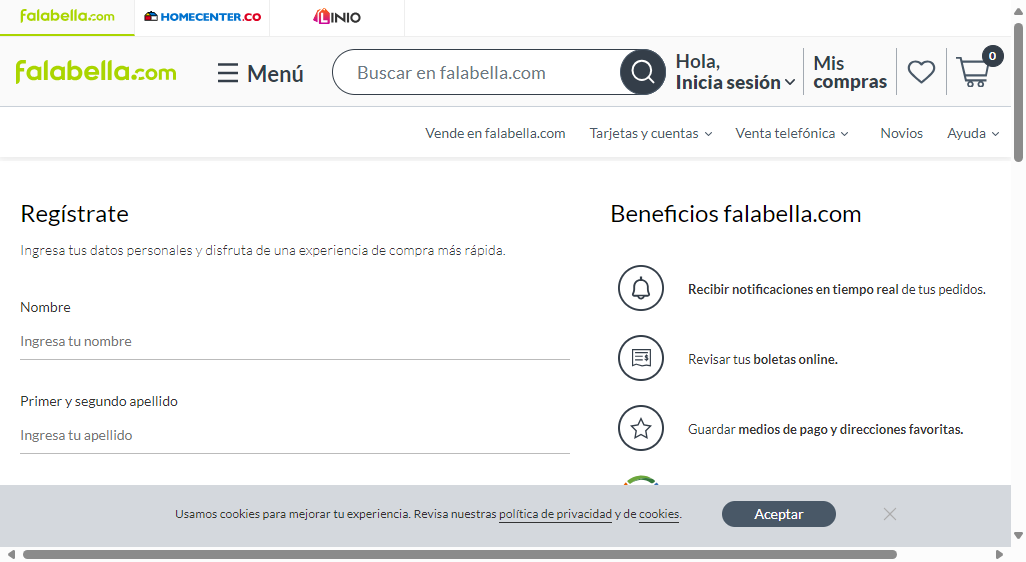 falabella.com
HOMECENTER.CO
LINIO
falabella.com
Menú
Buscar en falabella.com
Hola,
Inicia sesión
Mis
compras
0
Vende en falabella.com
Tarjetas y cuentas
Venta telefónica
Novios
Ayuda
Regístrate
Ingresa tus datos personales y disfruta de una experiencia de compra más rápida.
Nombre
Ingresa tu nombre
Primer y segundo apellido
Ingresa tu apellido
Beneficios falabella.com
Recibir notificaciones en tiempo real de tus pedidos.
Revisar tus boletas online.
Guardar medios de pago y direcciones favoritas.
Usamos cookies para mejorar tu experiencia. Revisa nuestras política de privacidad y de cookies.
Aceptar